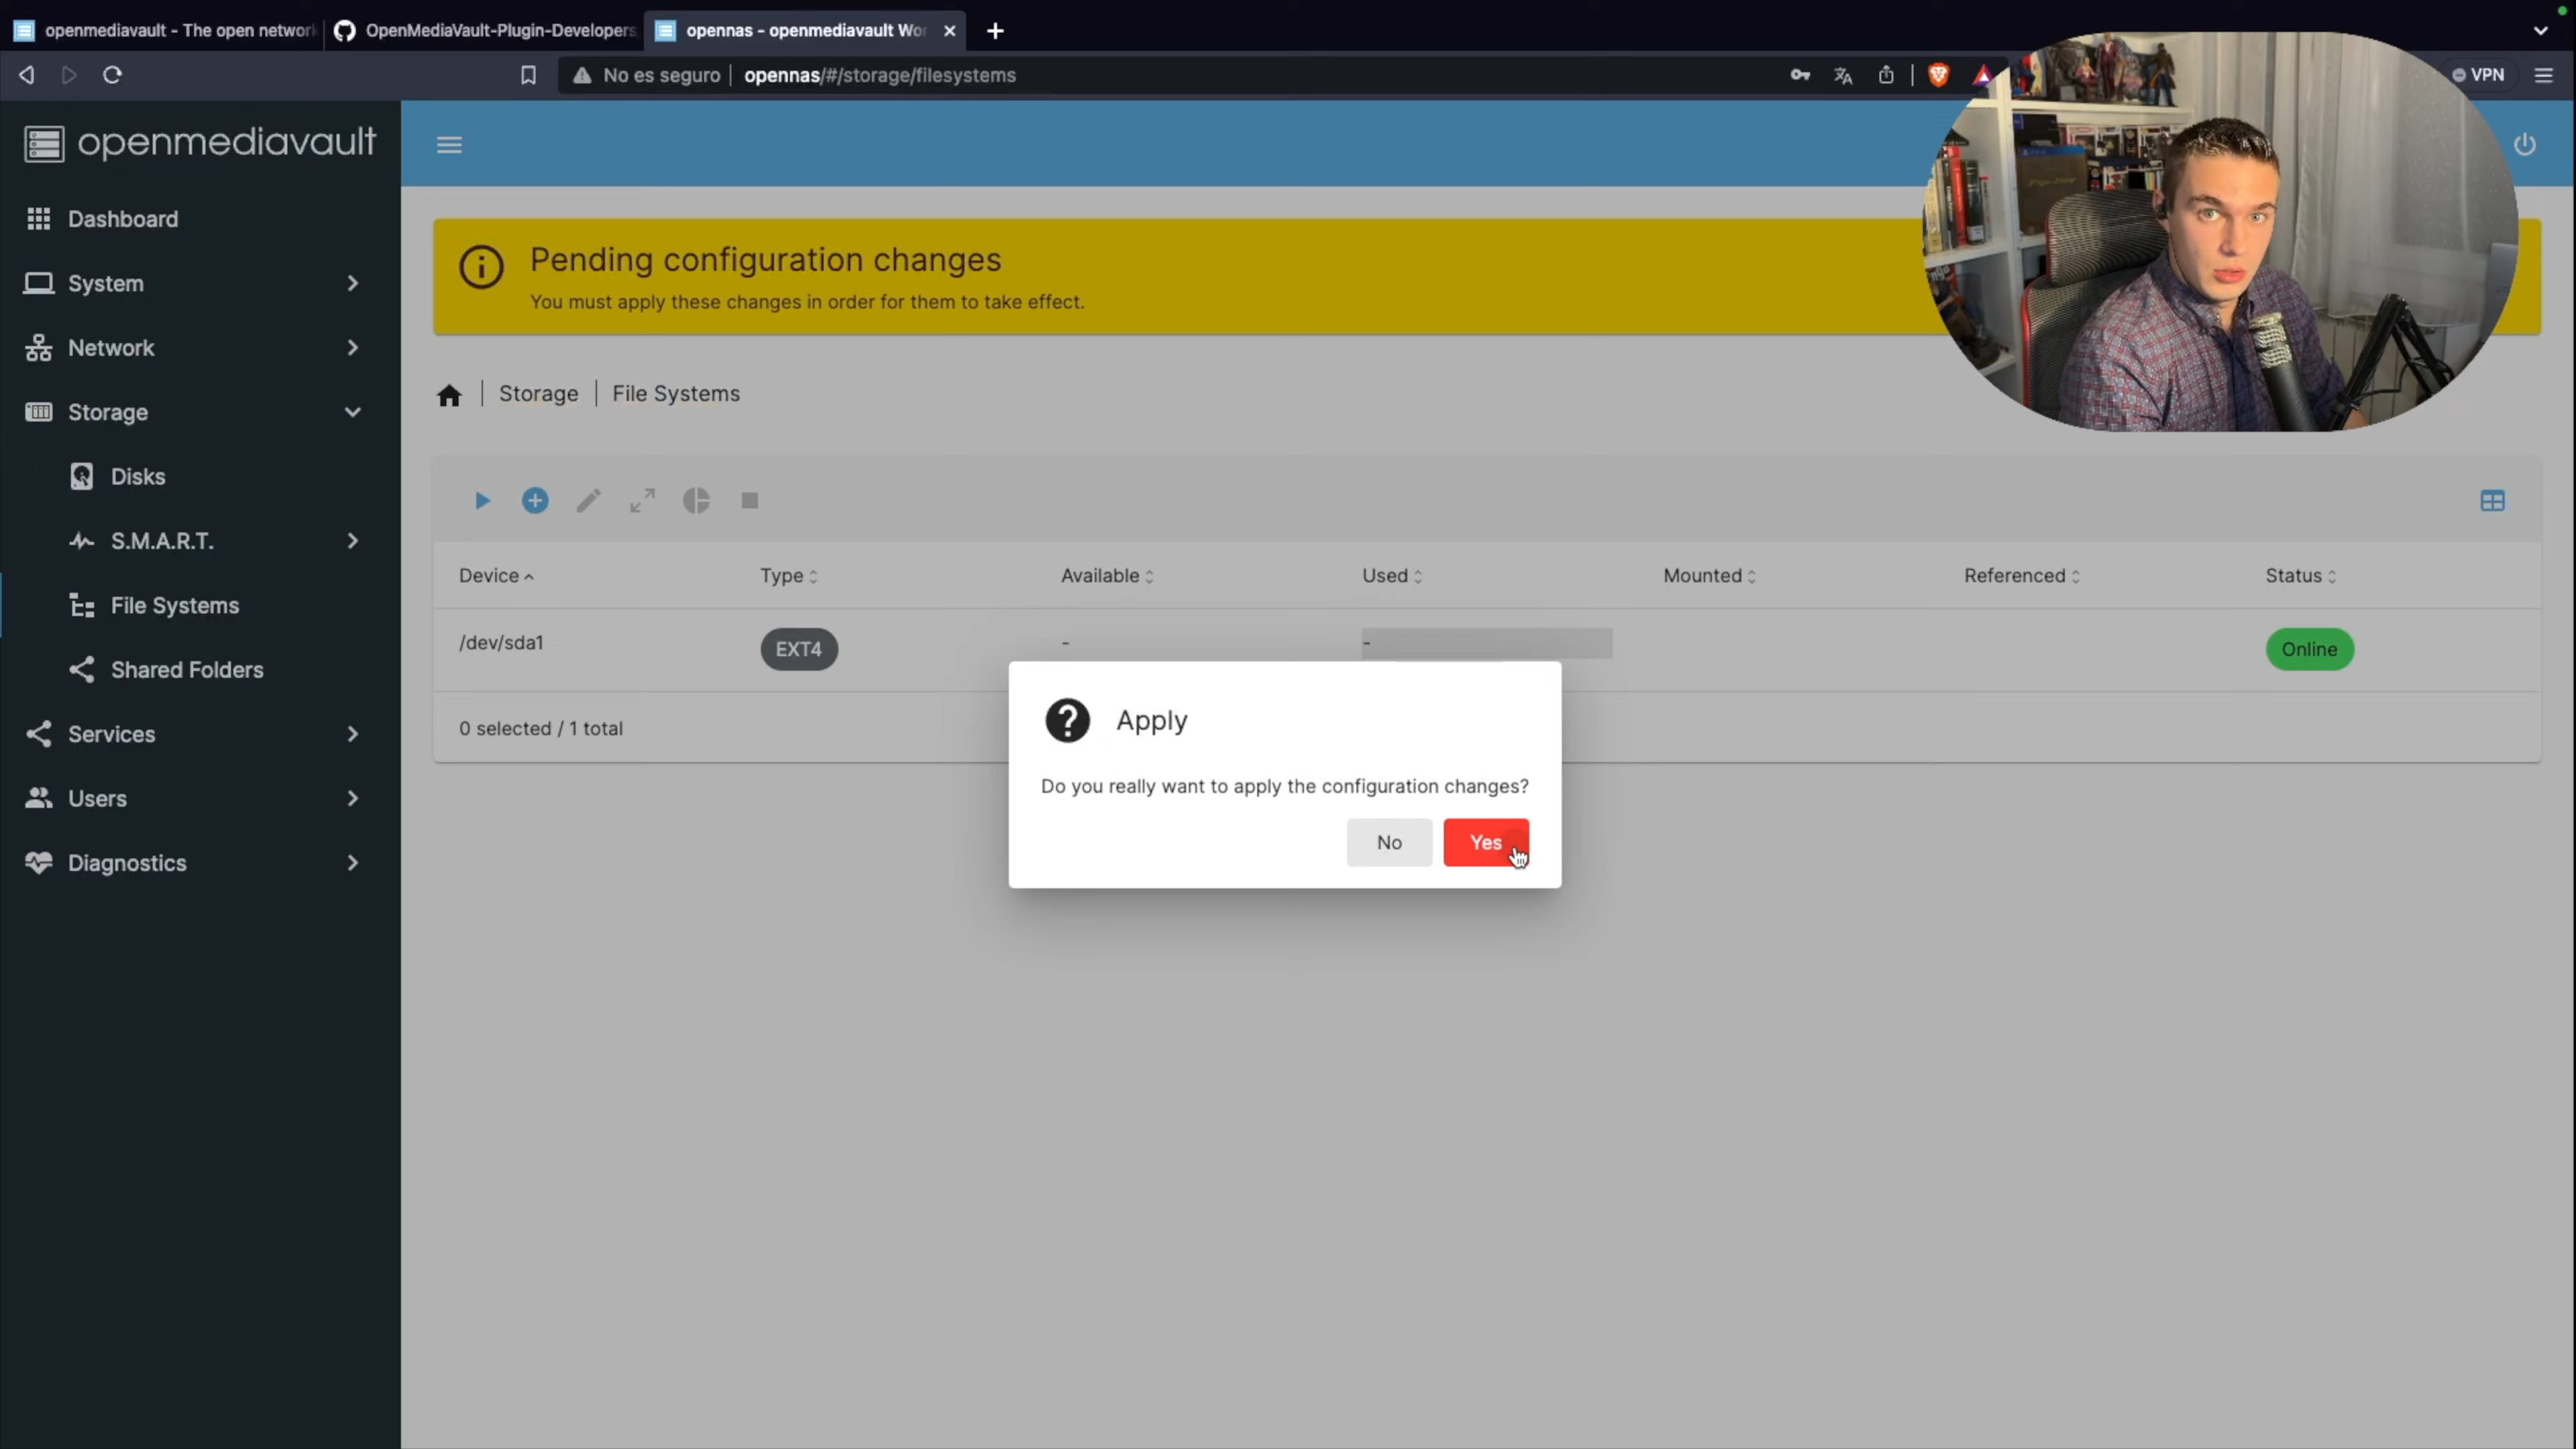 openmediavault - The open network
OpenMediaVault-Plugin-Developers
opennas - openmediavault Wor
No es seguro
opennas/#/storage/filesystems
VPN
openmediavault
Dashboard
System
Network
Storage
Disks
S.M.A.R.T.
File Systems
Shared Folders
Services
Users
Diagnostics
Pending configuration changes
You must apply these changes in order for them to take effect.
Storage | File Systems
Device Type Available Used Mounted Referenced Status
/dev/sda1 EXT4 - - Online
0 selected / 1 total
Apply
Do you really want to apply the configuration changes?
No Yes